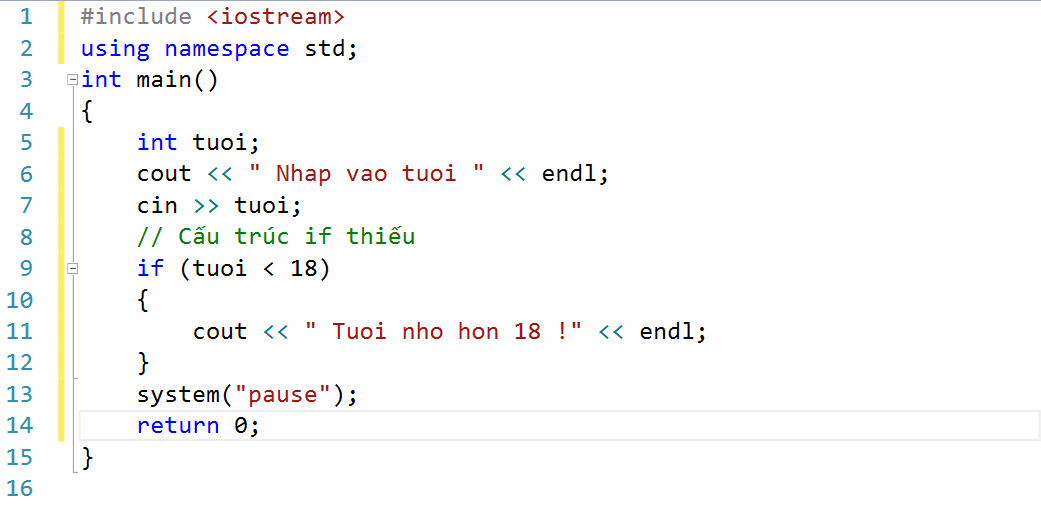 1 #include <iostream>
2 using namespace std;
3 int main()
4 {
5     int tuoi;
6     cout << " Nhap vao tuoi " << endl;
7     cin >> tuoi;
8     // Cấu trúc if thiếu
9     if (tuoi < 18)
10     {
11         cout << " Tuoi nho hon 18 !" << endl;
12     }
13     system("pause");
14     return 0;
15 }
16